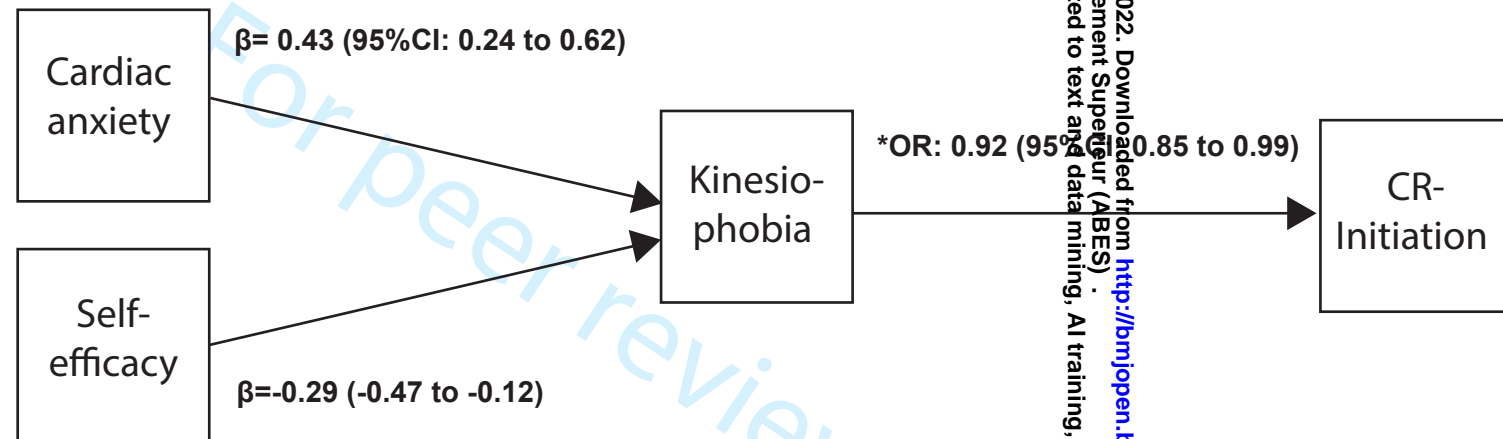 β= 0.43 (95%CI: 0.24 to 0.62)
Cardiac
anxiety
Kinesio-
phobia
*OR: 0.92 (95%CI: 0.85 to 0.99)
CR-
Initiation
Self-
efficacy
β=-0.29 (-0.47 to -0.12)
For peer review
022. Downloaded from http://bmjopen.b
ement Superieur (ABES) .
ed to text and data mining, AI training,